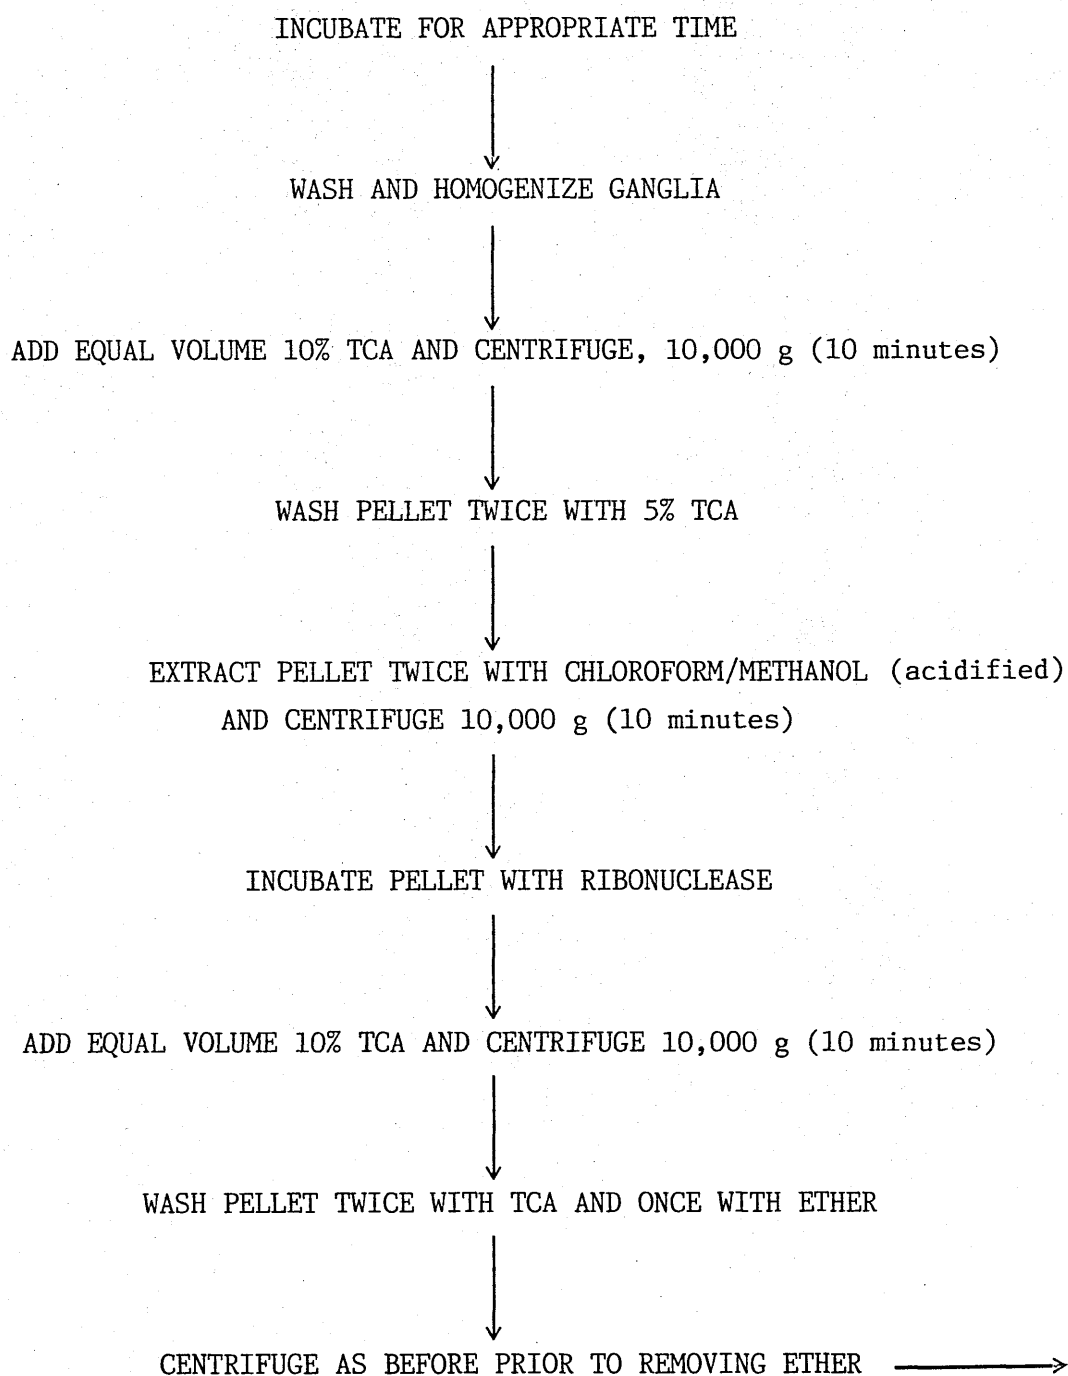 INCUBATE FOR APPROPRIATE TIME
WASH AND HOMOGENIZE GANGLIA
ADD EQUAL VOLUME 10% TCA AND CENTRIFUGE, 10,000 g (10 minutes)
WASH PELLET TWICE WITH 5% TCA
EXTRACT PELLET TWICE WITH CHLOROFORM/METHANOL (acidified)
AND CENTRIFUGE 10,000 g (10 minutes)
INCUBATE PELLET WITH RIBONUCLEASE
ADD EQUAL VOLUME 10% TCA AND CENTRIFUGE 10,000 g (10 minutes)
WASH PELLET TWICE WITH TCA AND ONCE WITH ETHER
CENTRIFUGE AS BEFORE PRIOR TO REMOVING ETHER